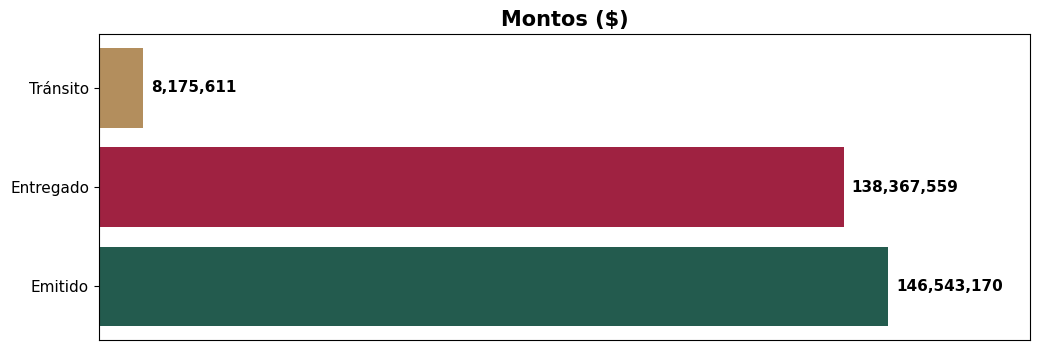 Montos ($)
Tránsito 8,175,611
Entregado 138,367,559
Emitido 146,543,170